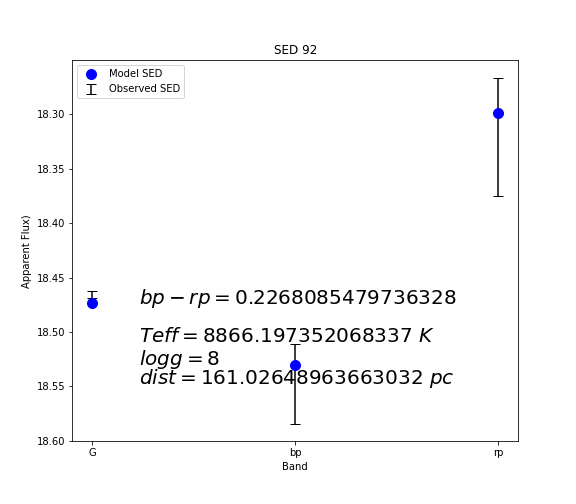 SED 92
Model SED
Observed SED
18.30
18.35
18.40
18.45
18.50
18.55
18.60
Apparent Flux)
bp − rp = 0.2268085479736328
Teff = 8866.197352068337 K
logg = 8
dist = 161.02648963663032 pc
G
bp
rp
Band